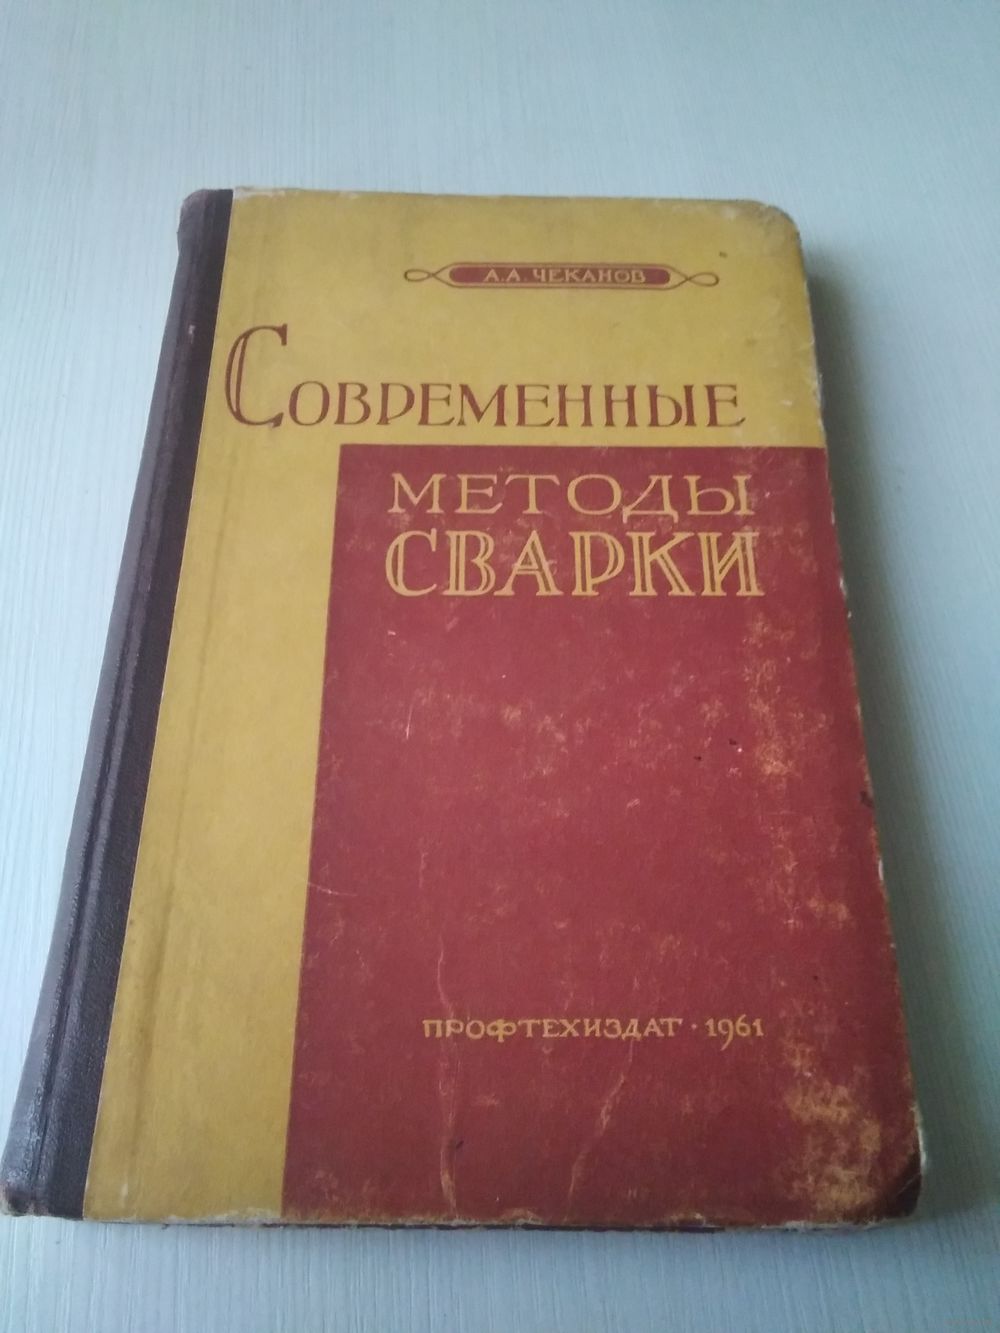 А.А. ЧЕКАНОВ
СОВРЕМЕННЫЕ
МЕТОДЫ
СВАРКИ
ПРОФТЕХИЗДАТ · 1961